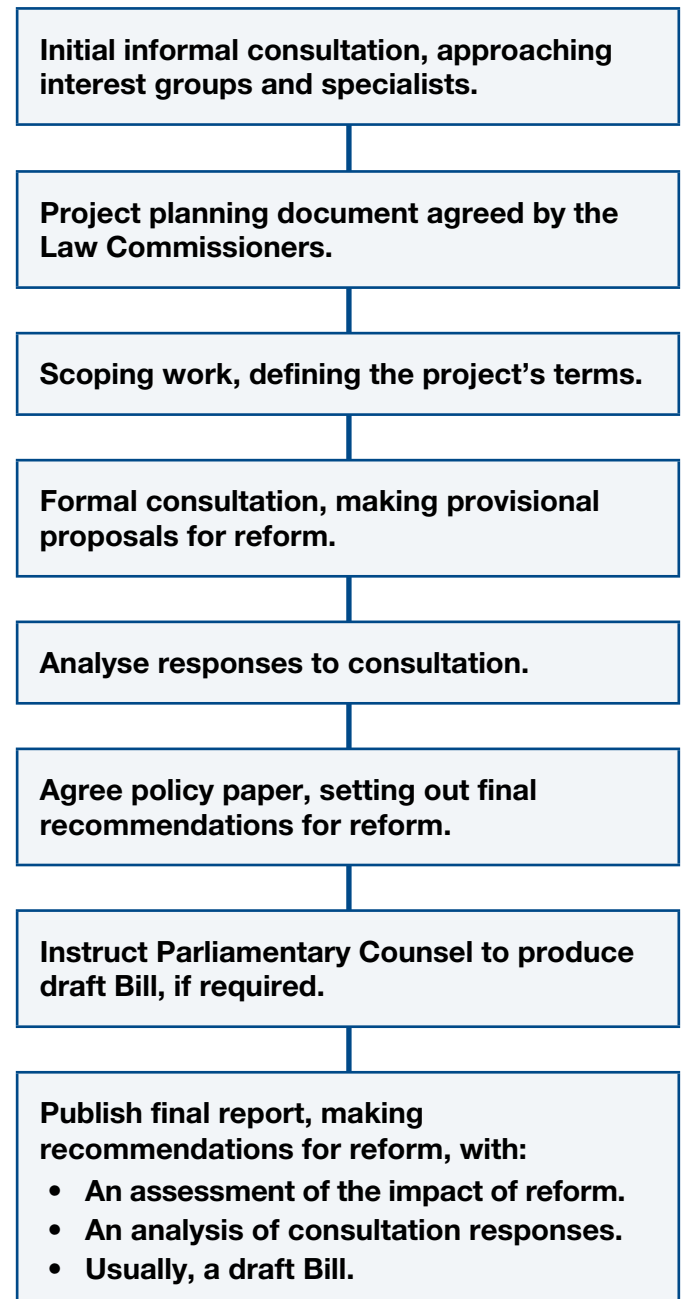 Initial informal consultation, approaching
interest groups and specialists.
Project planning document agreed by the
Law Commissioners.
Scoping work, defining the project’s terms.
Formal consultation, making provisional
proposals for reform.
Analyse responses to consultation.
Agree policy paper, setting out final
recommendations for reform.
Instruct Parliamentary Counsel to produce
draft Bill, if required.
Publish final report, making
recommendations for reform, with:
• An assessment of the impact of reform.
• An analysis of consultation responses.
• Usually, a draft Bill.